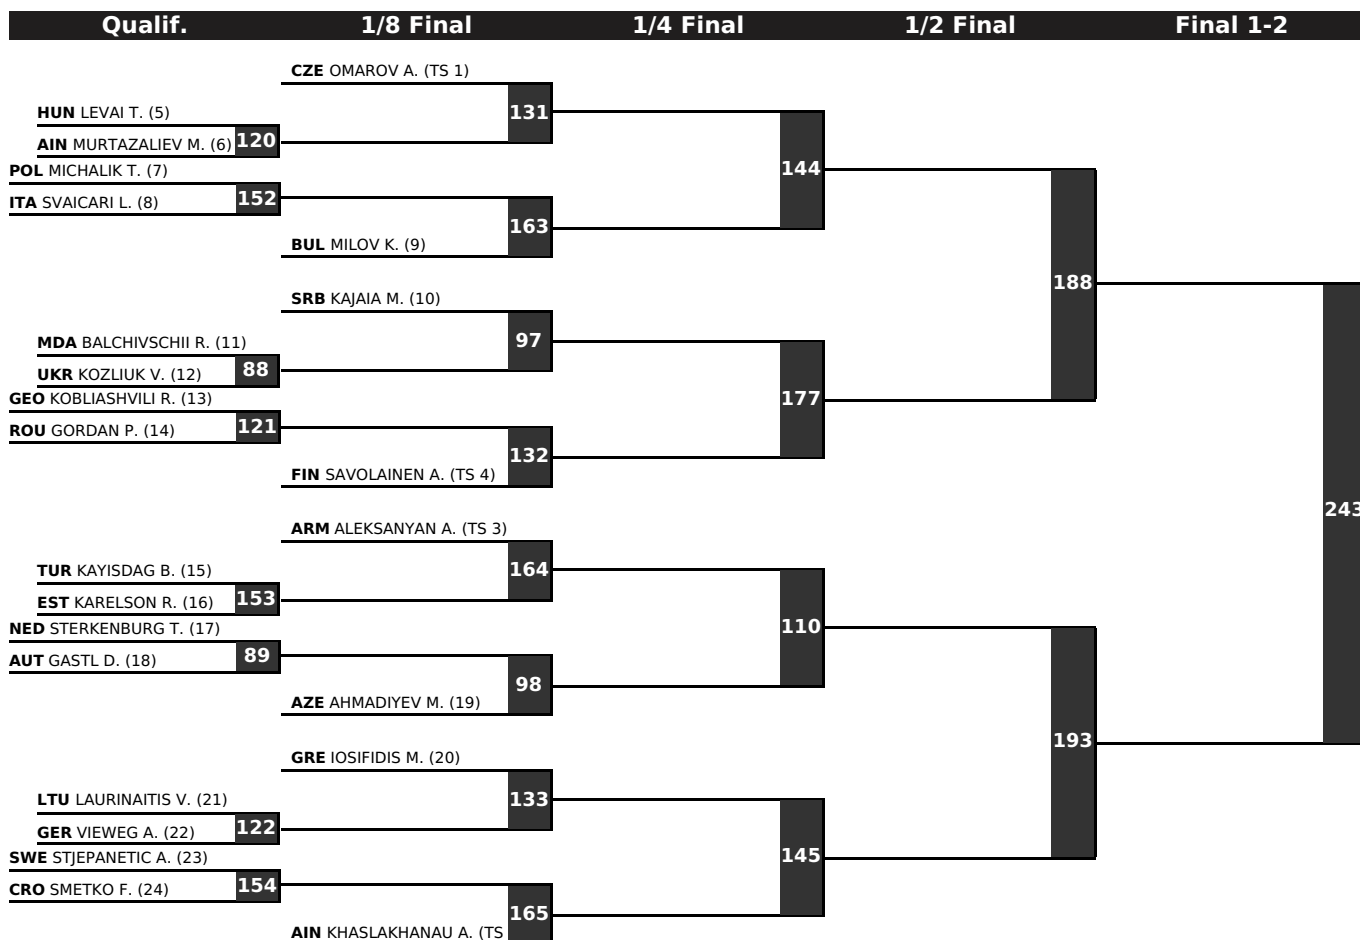 Qualif. 1/8 Final 1/4 Final 1/2 Final Final 1-2
CZE OMAROV A. (TS 1)
131
HUN LEVAI T. (5)
AIN MURTAZALIEV M. (6) 120
POL MICHALIK T. (7)
144
ITA SVAICARI L. (8) 152
163
BUL MILOV K. (9)
188
SRB KAJAIA M. (10)
97
MDA BALCHIVSCHII R. (11)
UKR KOZLIUK V. (12) 88
GEO KOBLIASHVILI R. (13)
177
ROU GORDAN P. (14) 121
132
FIN SAVOLAINEN A. (TS 4)
243
ARM ALEKSANYAN A. (TS 3)
164
TUR KAYISDAG B. (15)
EST KARELSON R. (16) 153
NED STERKENBURG T. (17)
110
AUT GASTL D. (18) 89
98
AZE AHMADIYEV M. (19)
193
GRE IOSIFIDIS M. (20)
133
LTU LAURINAITIS V. (21)
GER VIEWEG A. (22) 122
SWE STJEPANETIC A. (23)
145
CRO SMETKO F. (24) 154
165
AIN KHASLAKHANAU A. (TS